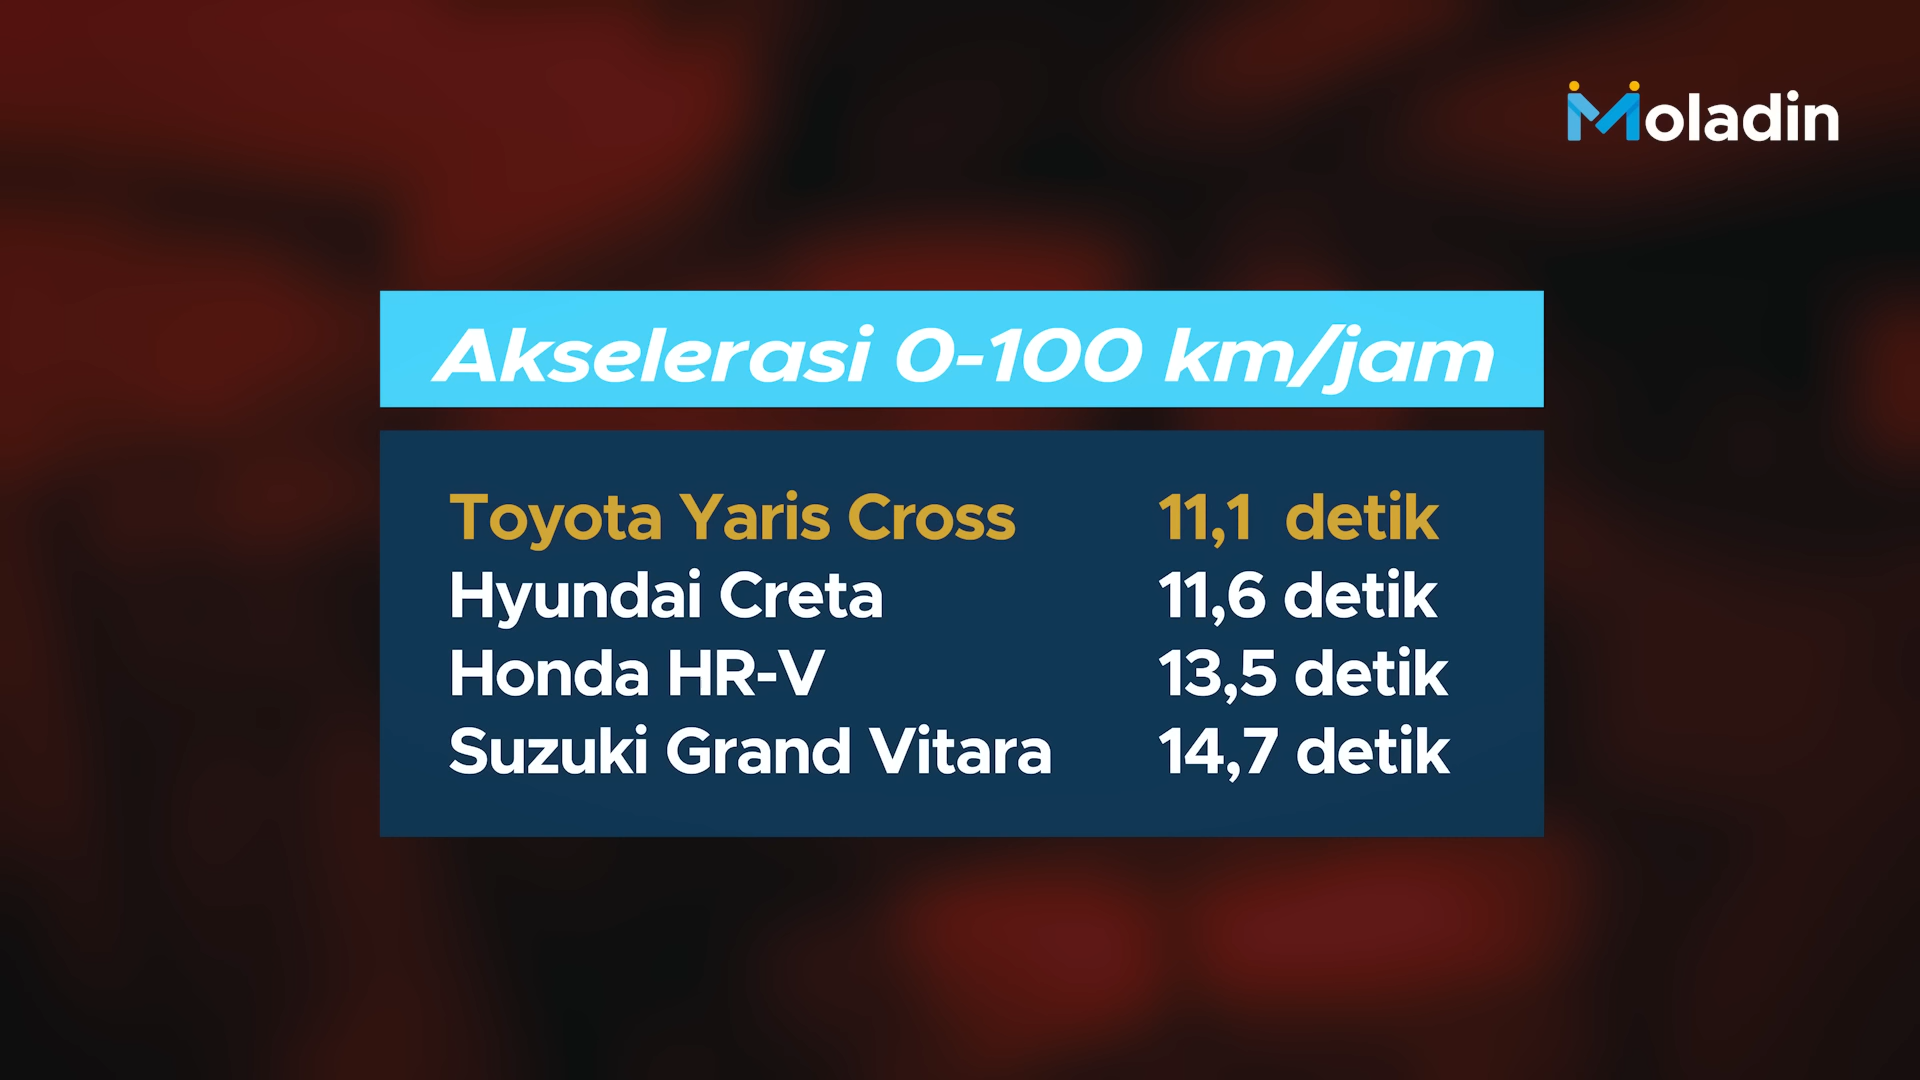 Moladin
Akselerasi 0-100 km/jam
Toyota Yaris Cross 11,1 detik
Hyundai Creta 11,6 detik
Honda HR-V 13,5 detik
Suzuki Grand Vitara 14,7 detik